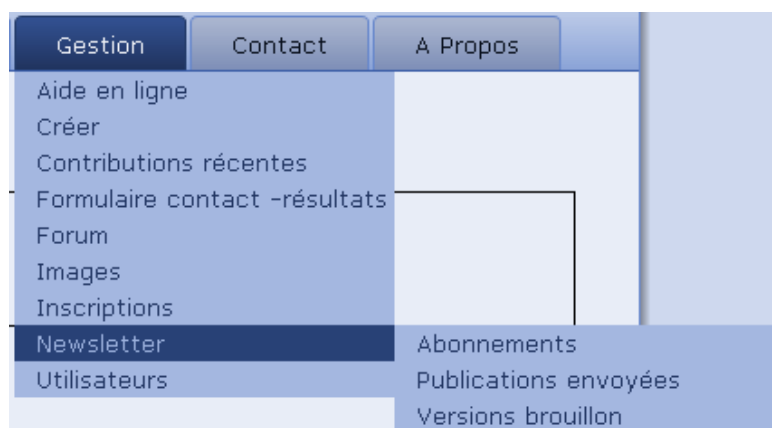 Gestion Contact A Propos
Aide en ligne
Créer
Contributions récentes
Formulaire contact -résultats
Forum
Images
Inscriptions
Newsletter Abonnements
Utilisateurs Publications envoyées
Versions brouillon